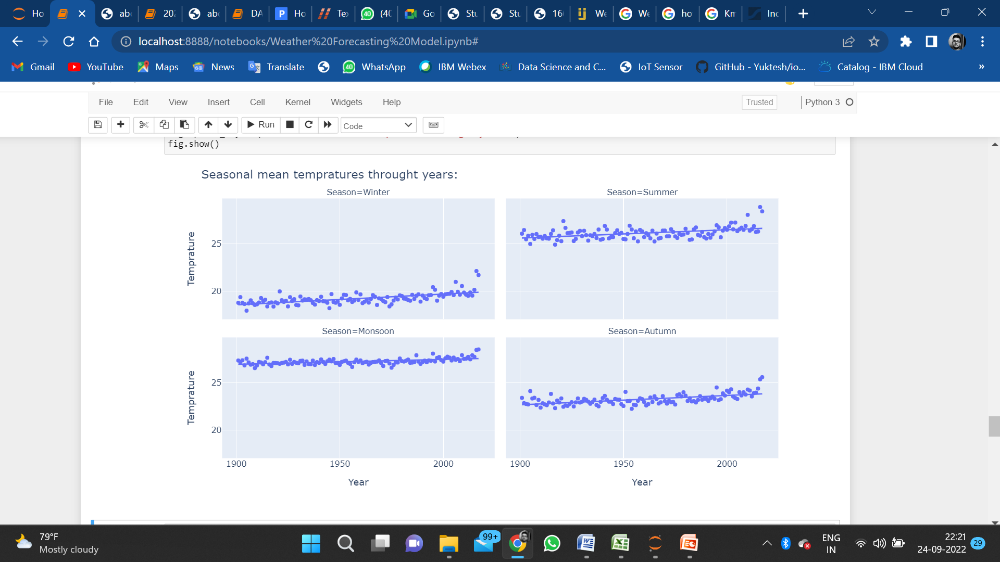 Ho
ab
202
ab
DA
Ho
Tex
(40
Go
Stu
Stu
16
We
We
ho
Km
Inc
localhost:8888/notebooks/Weather%20Forecasting%20Model.ipynb#
Gmail YouTube Maps News Translate 40 WhatsApp IBM Webex Data Science and C... IoT Sensor GitHub - Yuktesh/io... Catalog - IBM Cloud »
File Edit View Insert Cell Kernel Widgets Help Trusted Python 3
Run Code
fig.show()
Seasonal mean tempratures throught years:
Season=Winter Season=Summer
Temprature
25
20
Season=Monsoon Season=Autumn
Temprature
25
20
1900 1950 2000 1900 1950 2000
Year Year
79°F
Mostly cloudy
99+
ENG
IN
22:21
24-09-2022
29